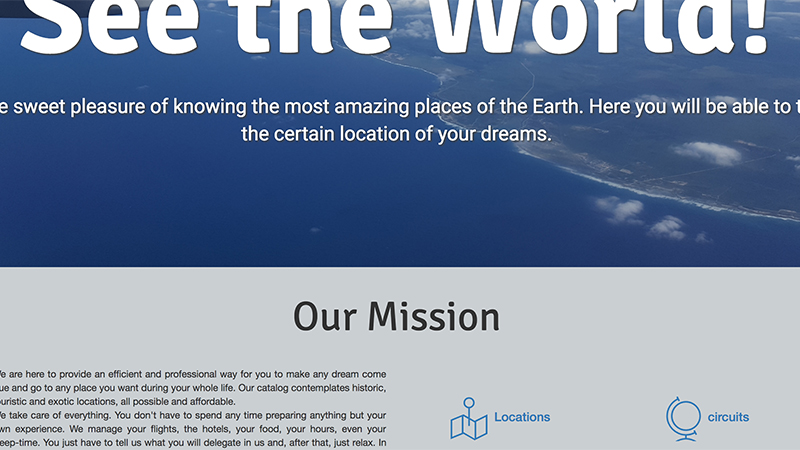 See the World!
e sweet pleasure of knowing the most amazing places of the Earth. Here you will be able to t
the certain location of your dreams.
Our Mission
e are here to provide an efficient and professional way for you to make any dream come
ue and go to any place you want during your whole life. Our catalog contemplates historic,
uristic and exotic locations, all possible and affordable.
e take care of everything. You don't have to spend any time preparing anything but your
wn experience. We manage your flights, the hotels, your food, your hours, even your
eep-time. You just have to tell us what you will delegate in us and, after that, just relax. In
Locations
circuits